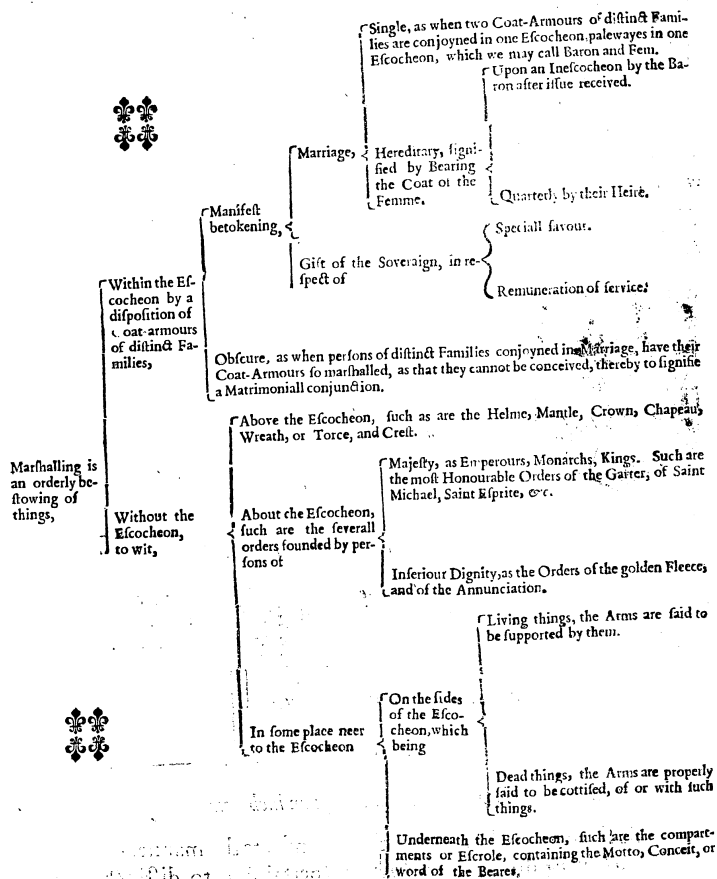 Single, as when two Coat-Armours of diſtinct Fami-
lies are conjoyned in one Eſcocheon, palewayes in one
Eſcocheon, which we may call Baron and Fem.
Upon an Ineſcocheon by the Ba-
ron after iſſue received.
Marriage,
Hereditary, ſigni-
fied by Bearing
the Coat of the
Femme.
Quarterly by their Heire.
Manifeſt
betokening,
Speciall favour.
Gift of the Soveraign, in re-
ſpect of
Remuneration of ſervice.
Within the Eſ-
cocheon by a
diſpoſition of
Coat-armours
of diſtinct Fa-
milies,
Obſcure, as when perſons of diſtinct Families conjoyned in Marriage, have their
Coat-Armours ſo marſhalled, as that they cannot be conceived, thereby to ſignifie
a Matrimoniall conjunction.
Above the Eſcocheon, ſuch as are the Helme, Mantle, Crown, Chapeau,
Wreath, or Torce, and Creſt.
Marſhalling is
an orderly be-
ſtowing of
things,
Majeſty, as Emperours, Monarchs, Kings. Such are
the moſt Honourable Orders of the Garter, of Saint
Michael, Saint Eſprite, &c.
Without the
Eſcocheon,
to wit,
About the Eſcocheon,
ſuch are the ſeverall
orders founded by per-
ſons of
Inferiour Dignity, as the Orders of the golden Fleece,
and of the Annunciation.
Living things, the Arms are ſaid to
be ſupported by them.
On the ſides
of the Eſco-
cheon, which
being
In ſome place neer
to the Eſcocheon
Dead things, the Arms are properly
ſaid to be cottiſed, of or with ſuch
things.
Underneath the Eſcocheon, ſuch are the compart-
ments or Eſcrole, containing the Motto, Conceit, or
word of the Bearer,